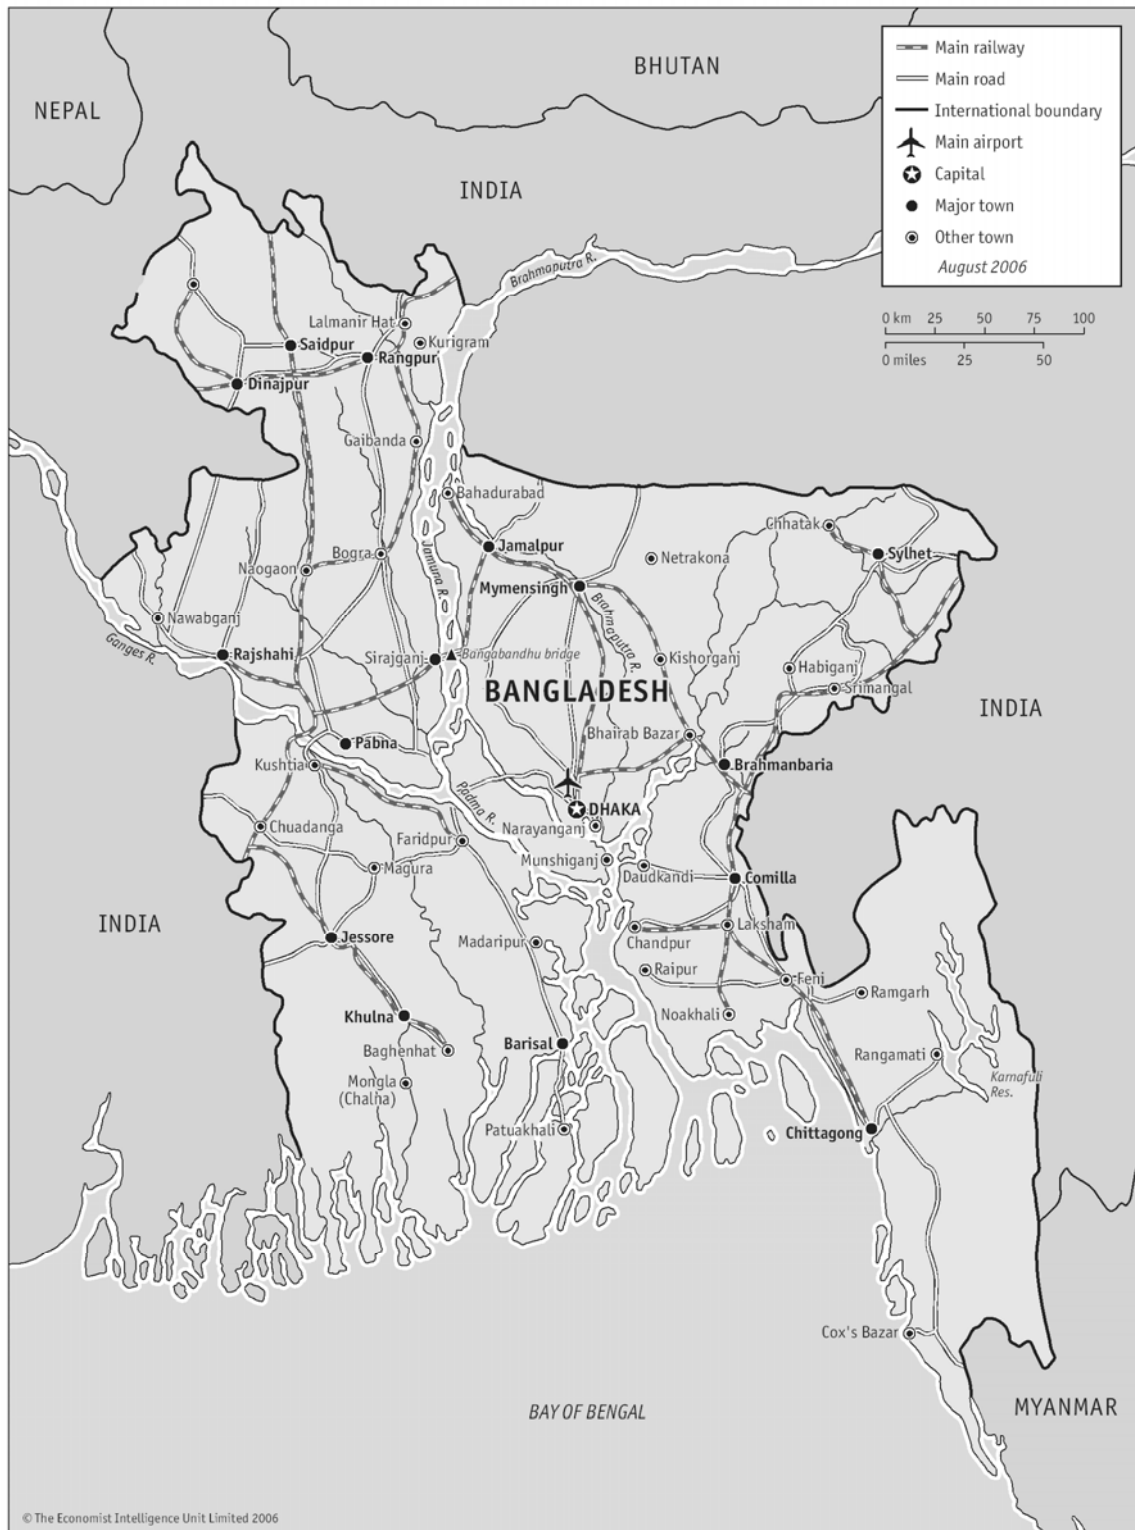 BHUTAN
NEPAL
INDIA
Main railway
Main road
International boundary
Main airport
Capital
Major town
Other town
August 2006
0 km 25 50 75 100
0 miles 25 50
Brahmaputra R.
Lalmanir Hat
Kurigram
Saidpur
Rangpur
Dinajpur
Gaibanda
Bahadurabad
Chhatak
Jamalpur
Sylhet
Bogra
Jamuna R.
Netrakona
Naogaon
Mymensingh
Brahmaputra R.
Nawabganj
Ganges R.
Rajshahi
Sirajganj
Bangabandhu bridge
Kishorganj
Habiganj
Srimangal
BANGLADESH
INDIA
Bhairab Bazar
Pabna
Kushtia
Brahmanbaria
Padma R.
DHAKA
Narayanganj
Chuadanga
Faridpur
Munshiganj
Magura
Daudkandi
Comilla
INDIA
Jessore
Madaripur
Chandpur
Laksham
Raipur
Feni
Ramgarh
Khulna
Noakhali
Barisal
Baghenhat
Rangamati
Mongla
(Chalna)
Karnafuli
Res.
Patuakhali
Chittagong
Cox's Bazar
BAY OF BENGAL
MYANMAR
© The Economist Intelligence Unit Limited 2006